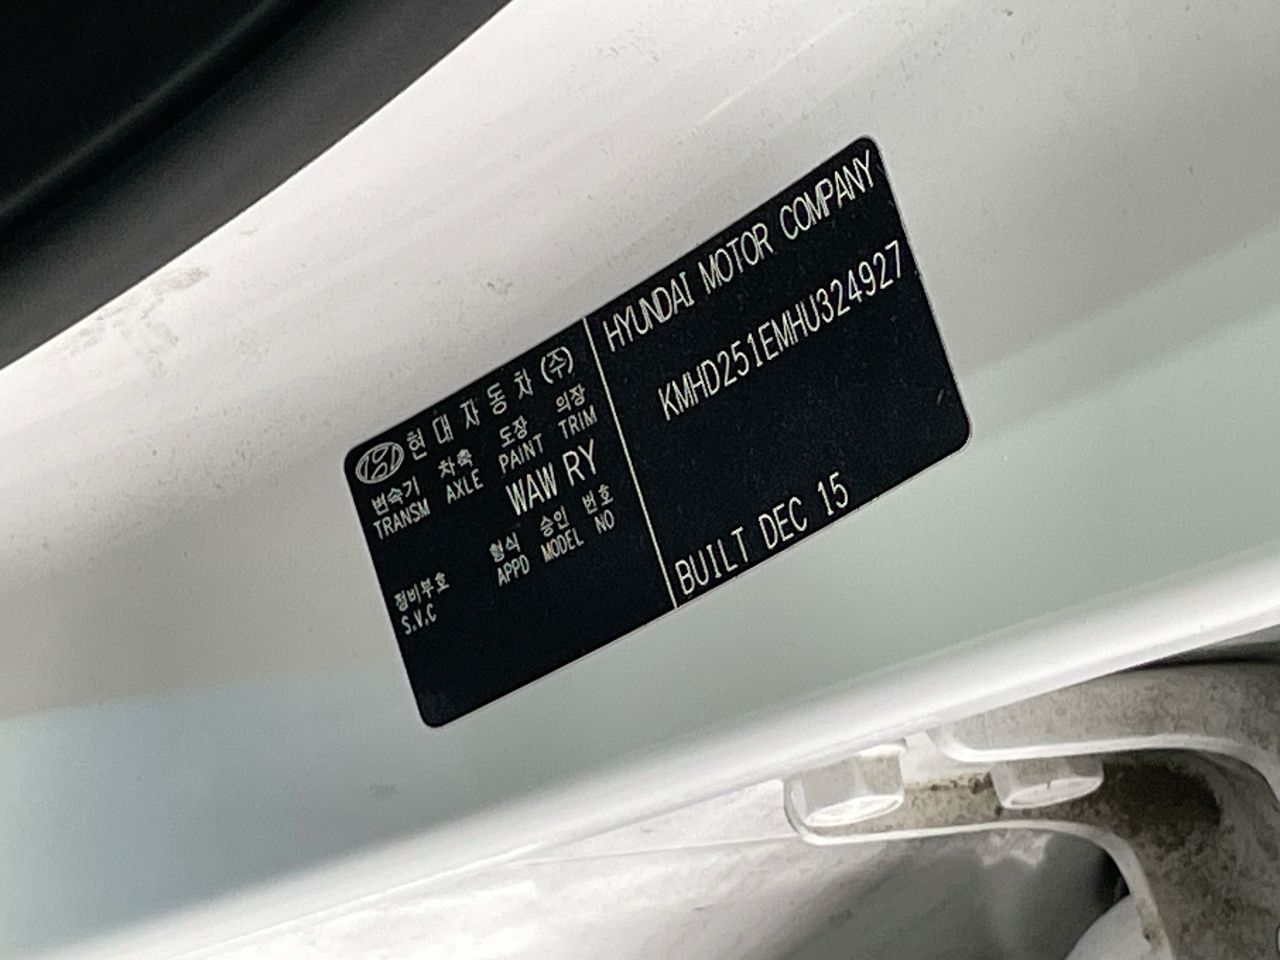 현대자동차(주)
변속기 차축 도장 의장
TRANSM AXLE PAINT TRIM
WAW RY
형식 승인 번호
정비부호 APPD MODEL NO
S.V.C
HYUNDAI MOTOR COMPANY
KMHD251EMHU324927
BUILT DEC 15